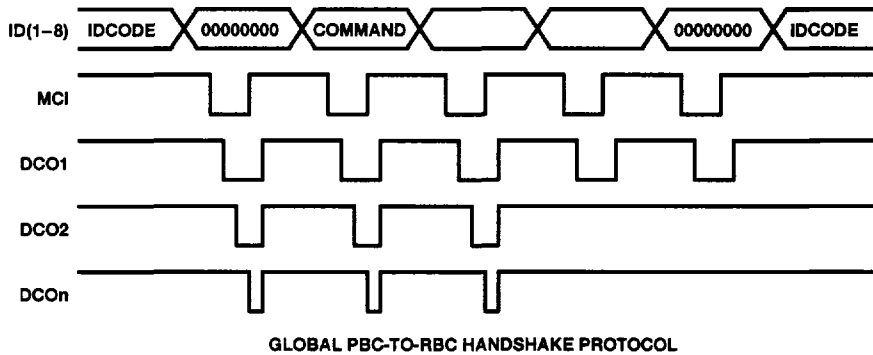 ID(1–8) IDCODE 00000000 COMMAND 00000000 IDCODE
MCI
DCO1
DCO2
DCOn
GLOBAL PBC-TO-RBC HANDSHAKE PROTOCOL